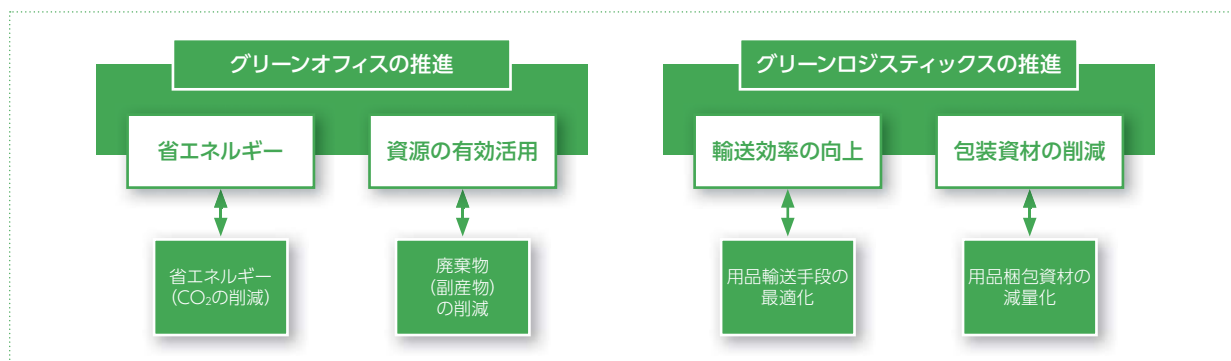 グリーンオフィスの推進
省エネルギー
資源の有効活用
省エネルギー
(CO₂の削減)
廃棄物
(副産物)
の削減
グリーンロジスティックスの推進
輸送効率の向上
包装資材の削減
用品輸送手段の
最適化
用品梱包資材の
減量化